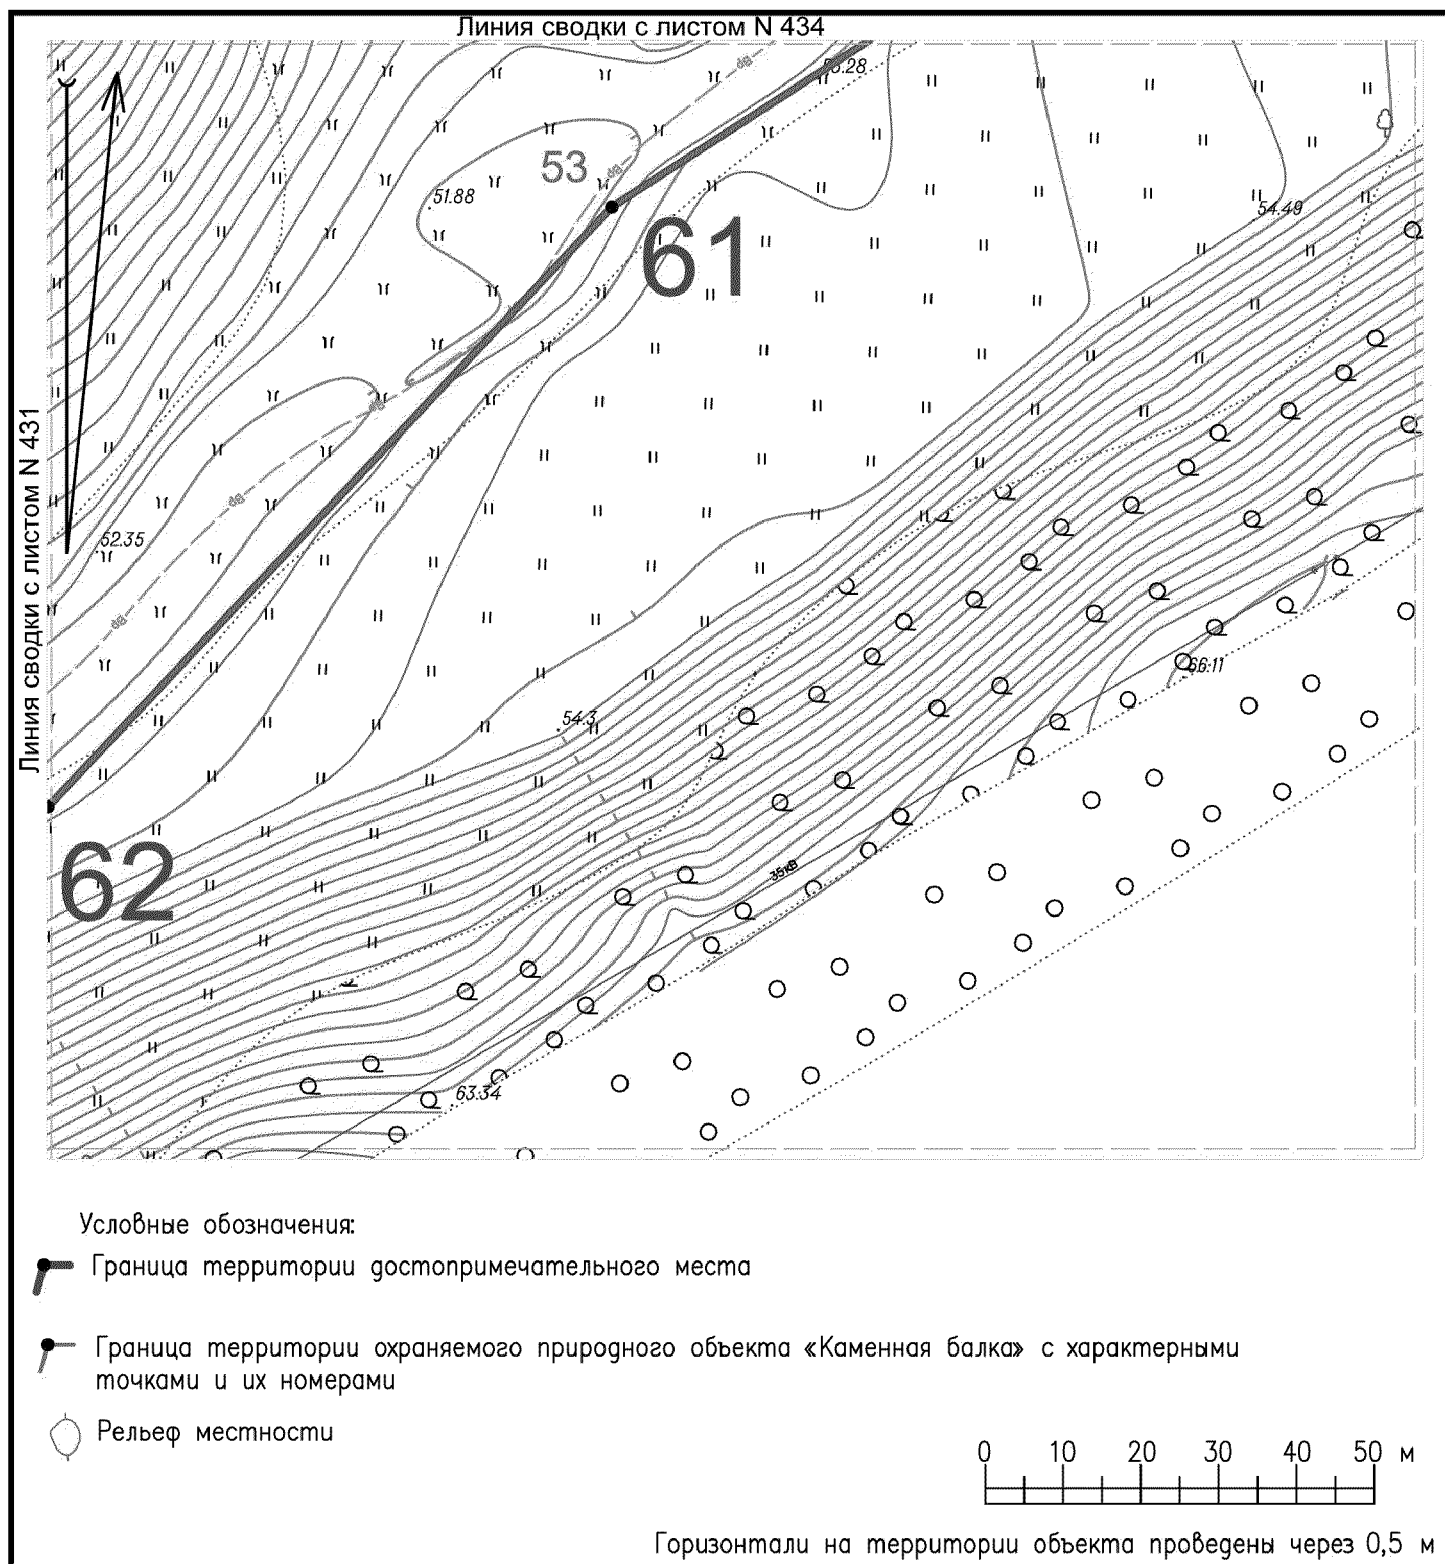 Линия сводки с листом N 434
Линия сводки с листом N 431
53
51.88
61
54.49
52.35
54.3
66.11
62
35кВ
63.34
Условные обозначения:
Граница территории достопримечательного места
Граница территории охраняемого природного объекта «Каменная балка» с характерными
точками и их номерами
Рельеф местности
0 10 20 30 40 50 м
Горизонтали на территории объекта проведены через 0,5 м